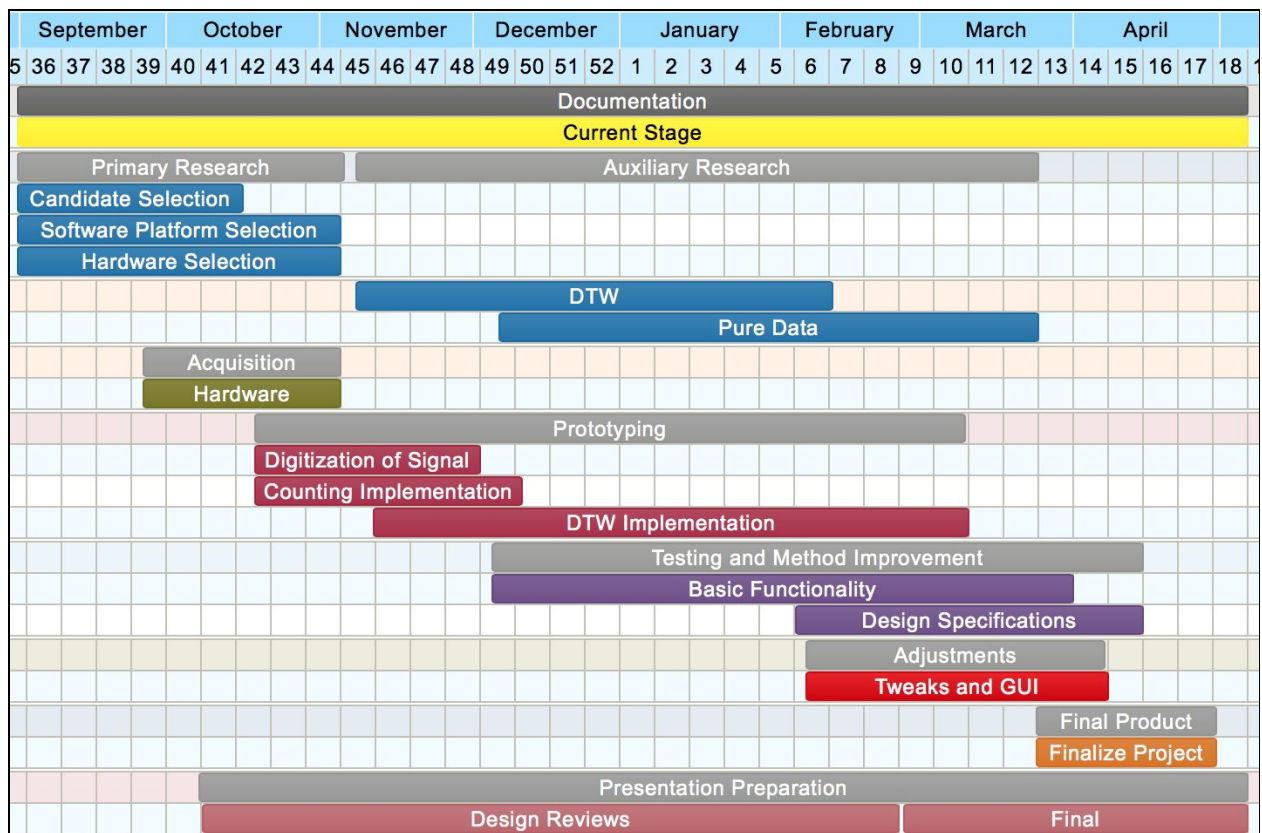 September October November December January February March April
5 36 37 38 39 40 41 42 43 44 45 46 47 48 49 50 51 52 1 2 3 4 5 6 7 8 9 10 11 12 13 14 15 16 17 18 1
Documentation
Current Stage
Primary Research Auxiliary Research
Candidate Selection
Software Platform Selection
Hardware Selection
DTW
Pure Data
Acquisition
Hardware
Prototyping
Digitization of Signal
Counting Implementation
DTW Implementation
Testing and Method Improvement
Basic Functionality
Design Specifications
Adjustments
Tweaks and GUI
Final Product
Finalize Project
Presentation Preparation
Design Reviews Final